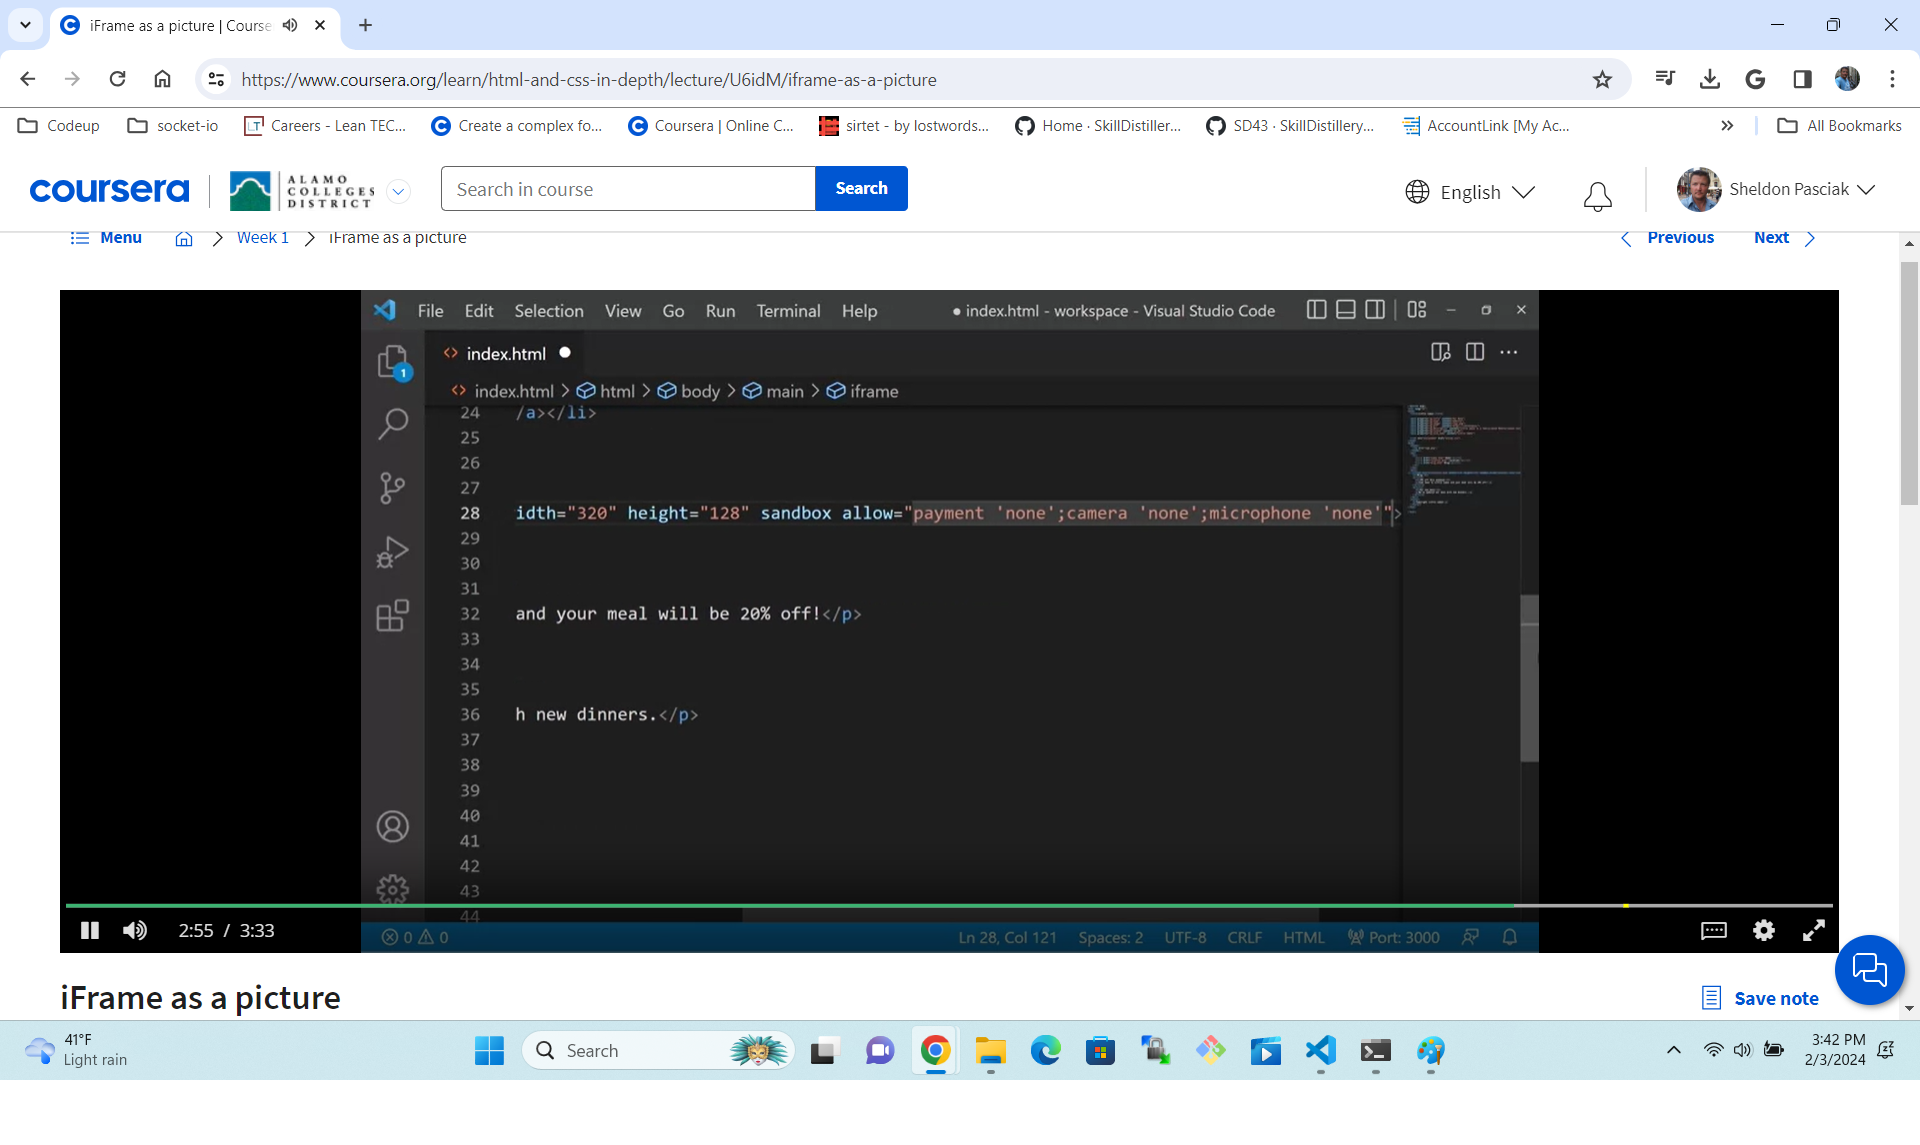 iFrame as a picture | Course
https://www.coursera.org/learn/html-and-css-in-depth/lecture/U6idM/iframe-as-a-picture
Codeup socket-io Careers - Lean TEC... Create a complex fo... Coursera | Online C... sirtet - by lostwords... Home · SkillDistiller... SD43 · SkillDistillery... AccountLink [My Ac... » All Bookmarks
coursera ALAMO COLLEGES DISTRICT Search in course Search English Sheldon Pasciak
Menu Week 1 iFrame as a picture Previous Next
File Edit Selection View Go Run Terminal Help ● index.html - workspace - Visual Studio Code
index.html
1
index.html > html > body > main > iframe
24 /a></li>
25
26
27
28 idth="320" height="128" sandbox allow="payment 'none';camera 'none';microphone 'none'">
29
30
31
32 and your meal will be 20% off!</p>
33
34
35
36 h new dinners.</p>
37
38
39
40
41
42
43
44
2:55 / 3:33
0 0 Ln 28, Col 121 Spaces: 2 UTF-8 CRLF HTML Port: 3000
iFrame as a picture Save note
41°F
Light rain
Search
3:42 PM
2/3/2024